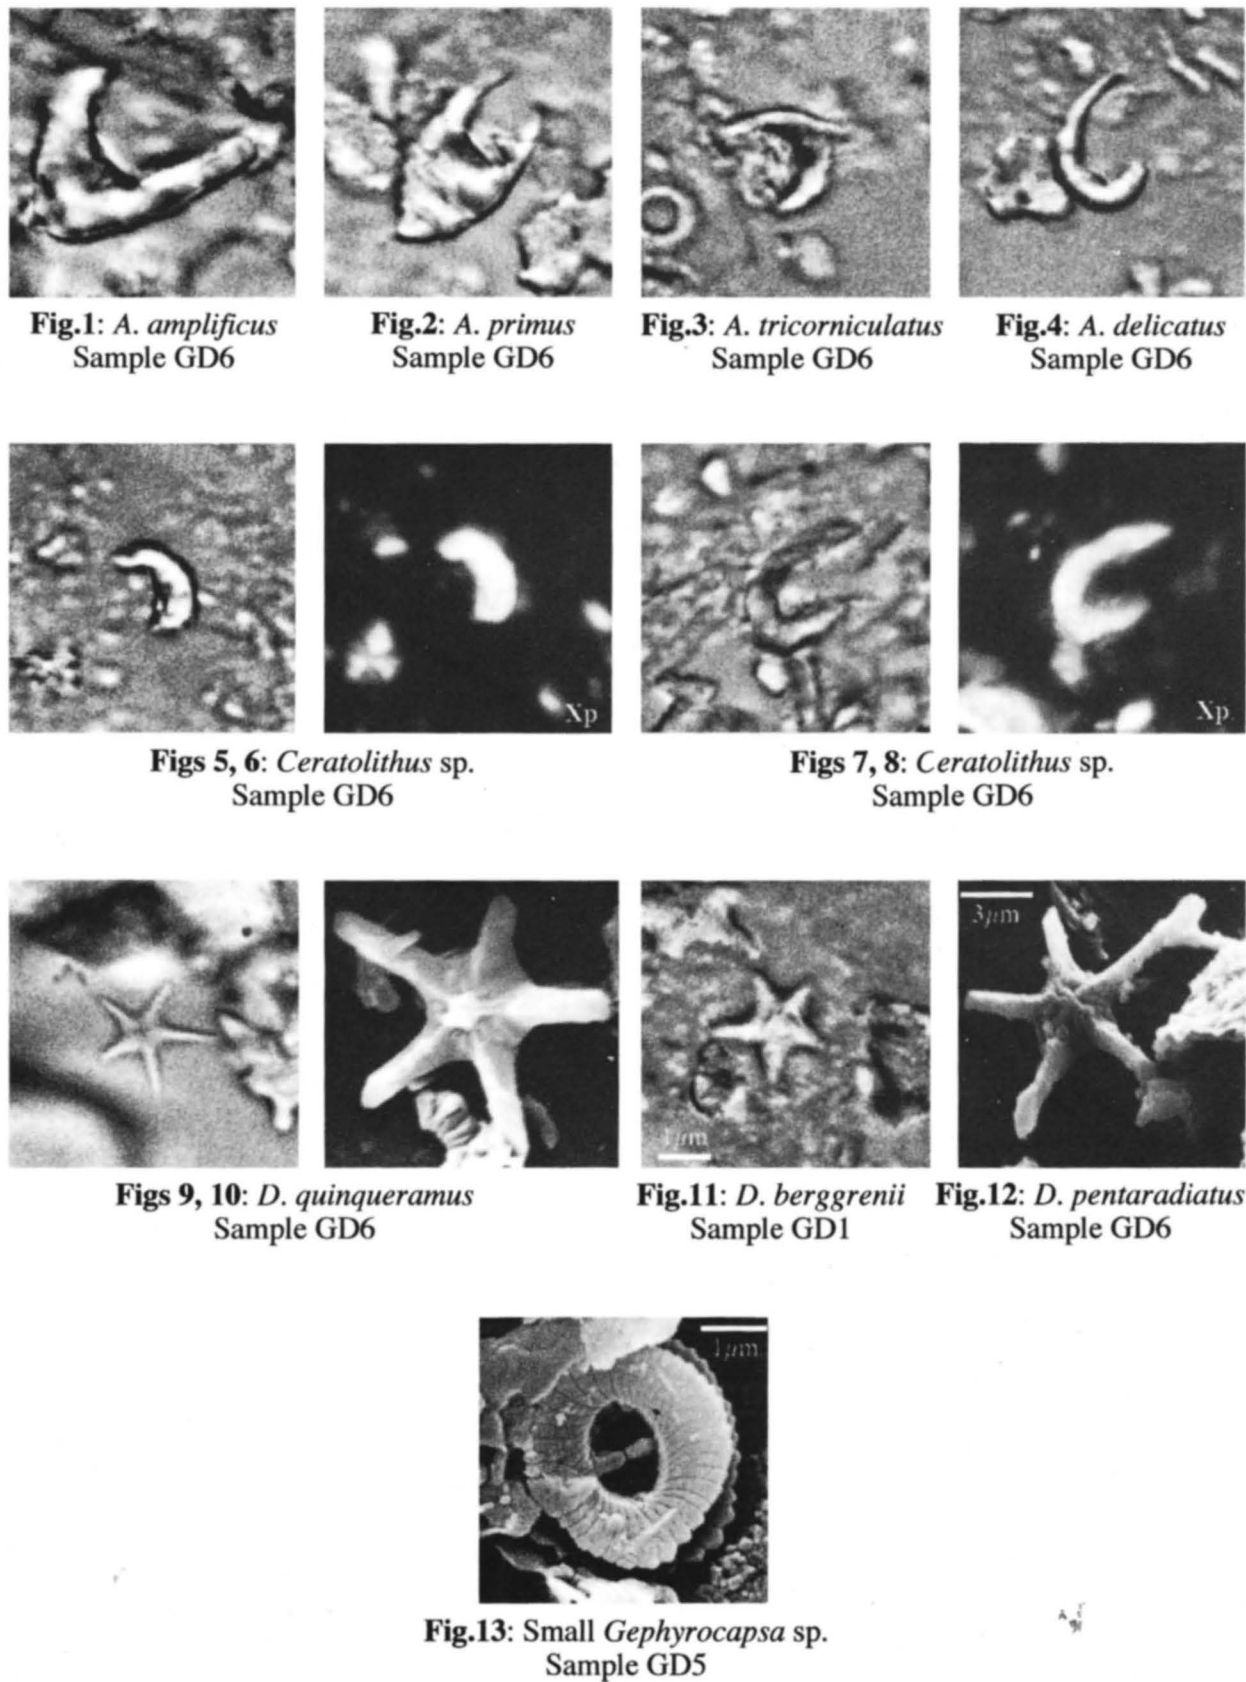 Fig.1: A. amplificus
Sample GD6
Fig.2: A. primus
Sample GD6
Fig.3: A. tricorniculatus
Sample GD6
Fig.4: A. delicatus
Sample GD6
Xp
Xp
Figs 5, 6: Ceratolithus sp.
Sample GD6
Figs 7, 8: Ceratolithus sp.
Sample GD6
3µm
1µm
Figs 9, 10: D. quinqueramus
Sample GD6
Fig.11: D. berggrenii
Sample GD1
Fig.12: D. pentaradiatus
Sample GD6
1µm
Fig.13: Small Gephyrocapsa sp.
Sample GD5